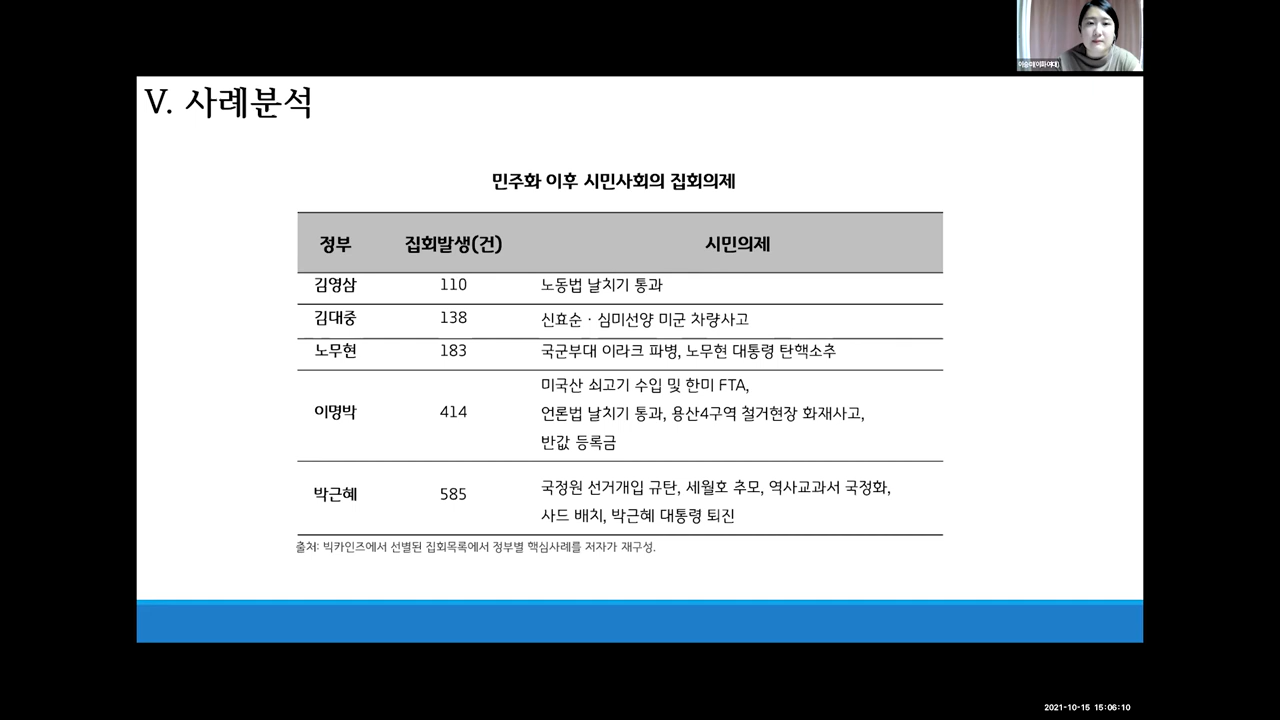 V. 사례분석
민주화 이후 시민사회의 집회의제
정부 집회발생(건) 시민의제
김영삼 110 노동법 날치기 통과
김대중 138 신효순 · 심미선양 미군 차량사고
노무현 183 국군부대 이라크 파병, 노무현 대통령 탄핵소추
이명박 414 미국산 쇠고기 수입 및 한미 FTA,
언론법 날치기 통과, 용산4구역 철거현장 화재사고,
반값 등록금
박근혜 585 국정원 선거개입 규탄, 세월호 추모, 역사교과서 국정화,
사드 배치, 박근혜 대통령 퇴진
출처: 빅카인즈에서 선별된 집회목록에서 정부별 핵심사례를 저자가 재구성.
2021-10-15 15:06:10